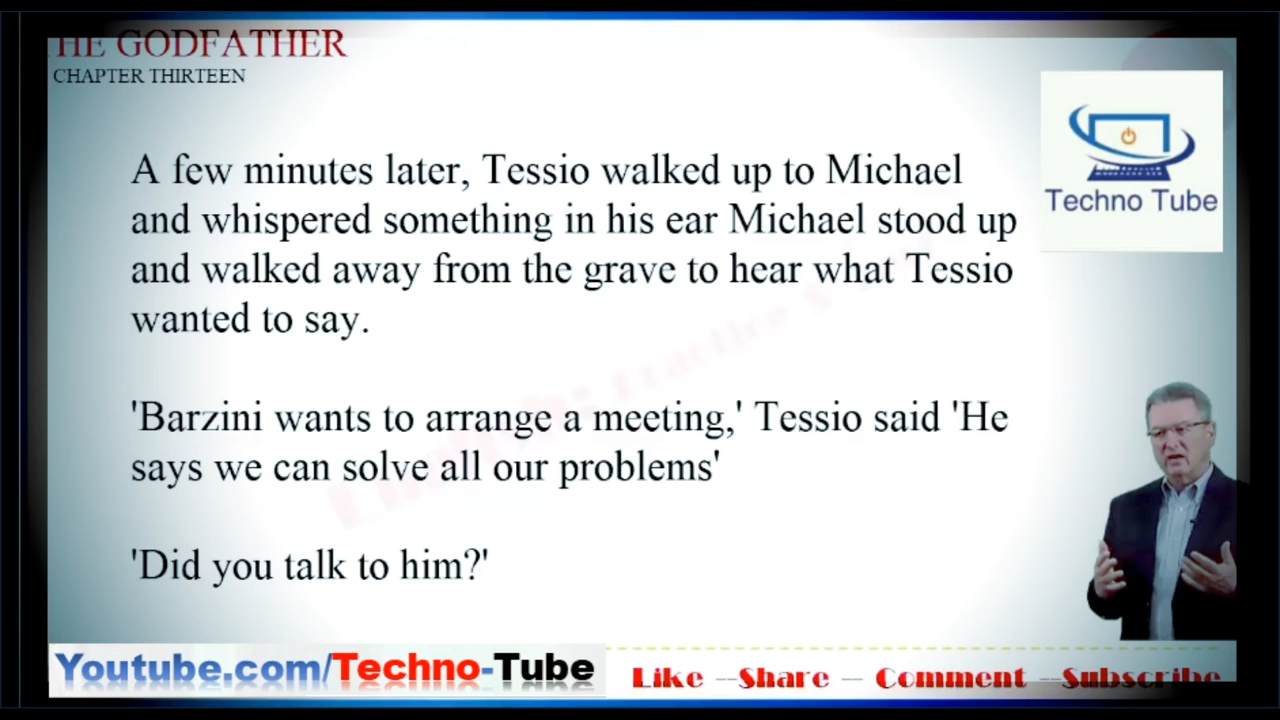 THE GODFATHER
CHAPTER THIRTEEN
Techno Tube
A few minutes later, Tessio walked up to Michael
and whispered something in his ear Michael stood up
and walked away from the grave to hear what Tessio
wanted to say.
'Barzini wants to arrange a meeting,' Tessio said 'He
says we can solve all our problems'
'Did you talk to him?'
Youtube.com/Techno-Tube
Like --Share -- Comment --Subscribe